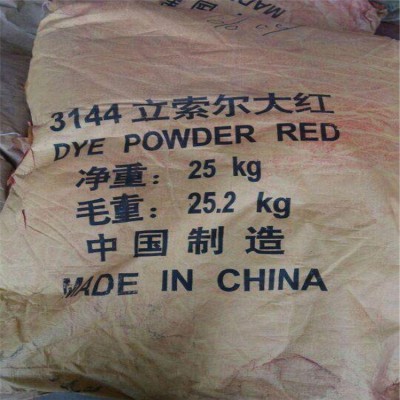 3144 立索尔大红
DYE POWDER RED
净重: 25 kg
毛重: 25.2 kg
中国制造
MADE IN CHINA